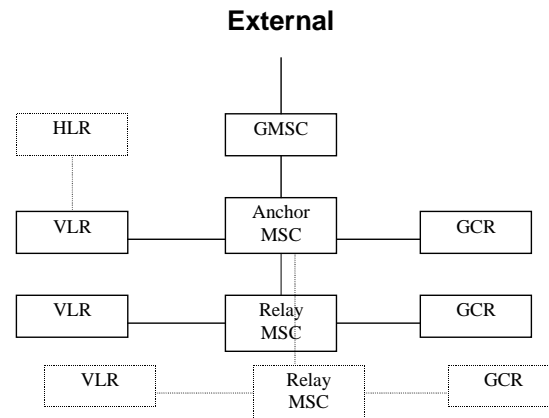 External
HLR
GMSC
VLR
Anchor
MSC
GCR
VLR
Relay
MSC
GCR
VLR
Relay
MSC
GCR